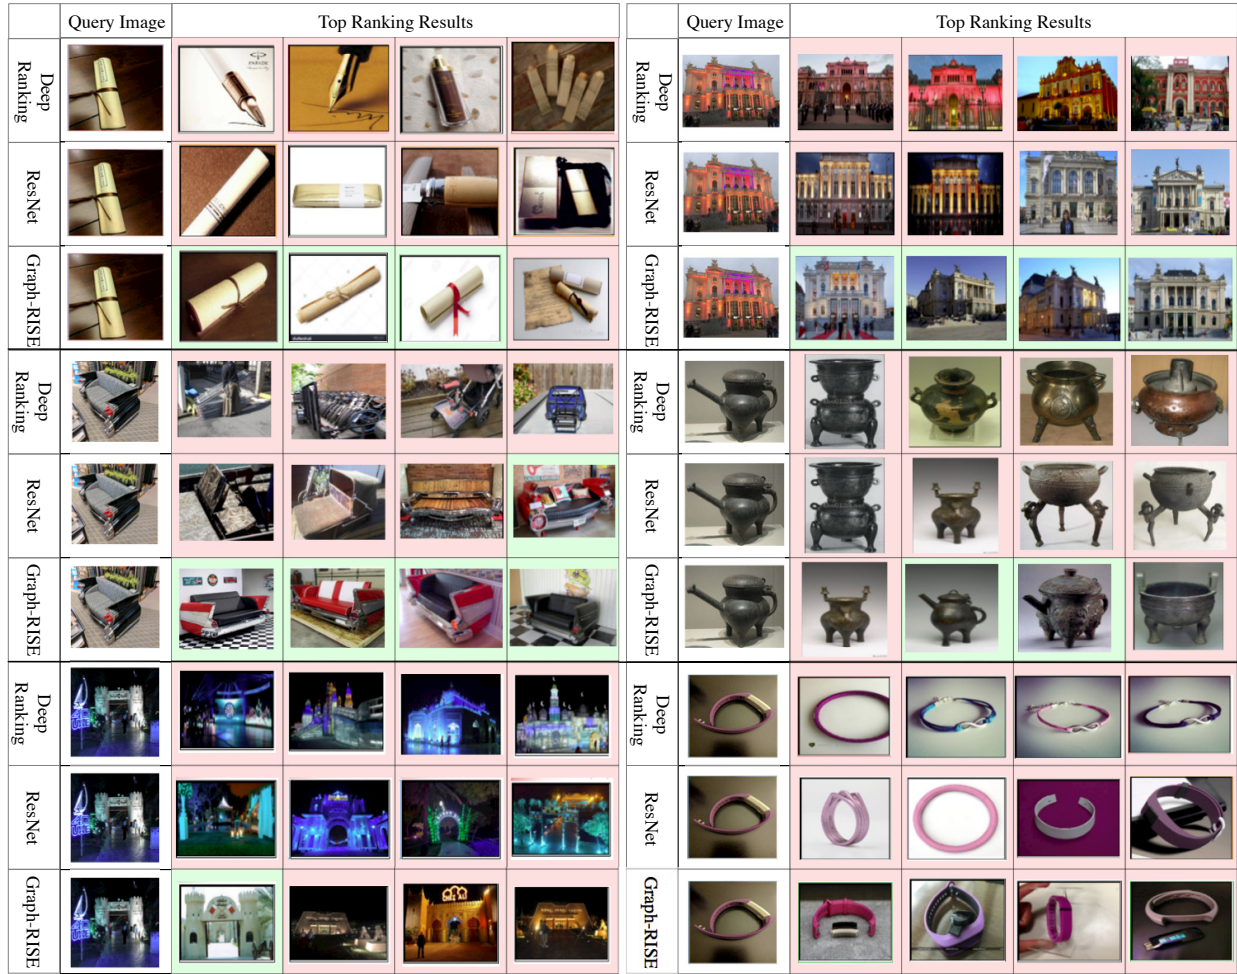 Query Image
Top Ranking Results
Query Image
Top Ranking Results
Deep
Ranking
PARKER
Deep
Ranking
ResNet
ResNet
Graph-RISE
Graph-RISE
Deep
Ranking
Deep
Ranking
ResNet
ResNet
Graph-RISE
Graph-RISE
Deep
Ranking
Deep
Ranking
ResNet
ResNet
Graph-RISE
Graph-RISE